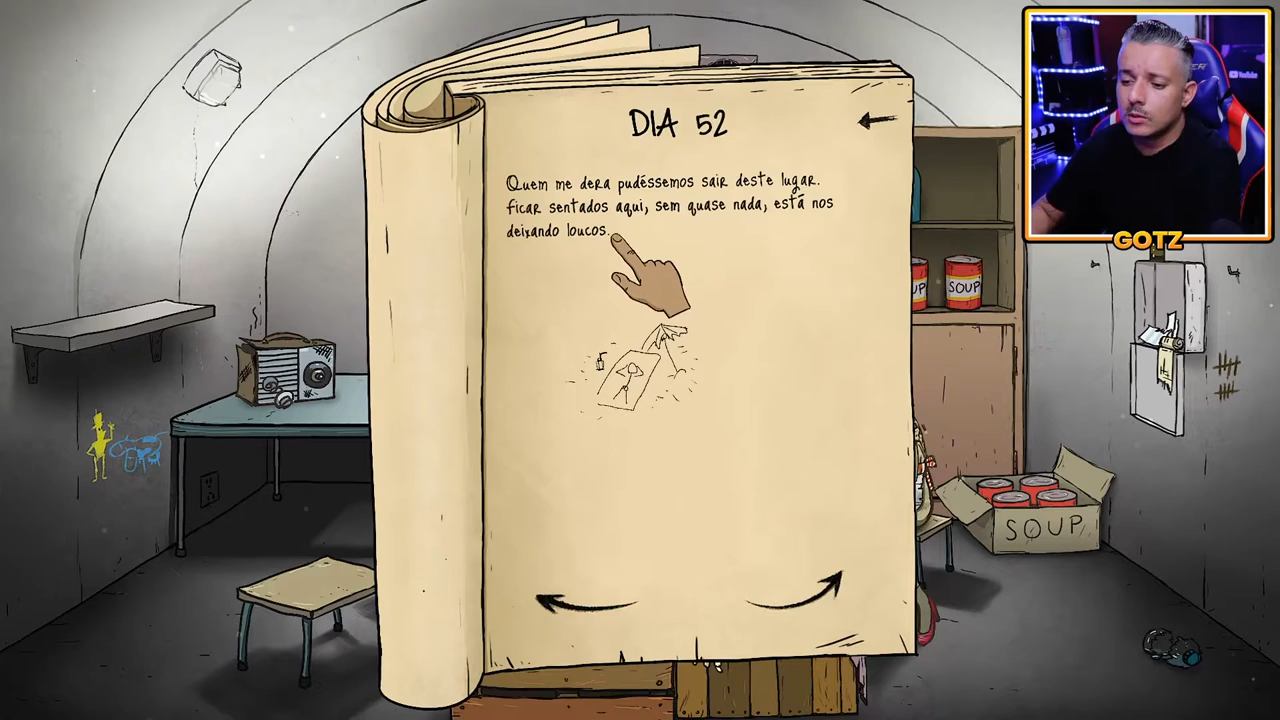 DIA 52
Quem me dera pudéssemos sair deste lugar.
Ficar sentados aqui, sem quase nada, está nos
deixando loucos.
GOTZ
UP
SOUP
SOUP